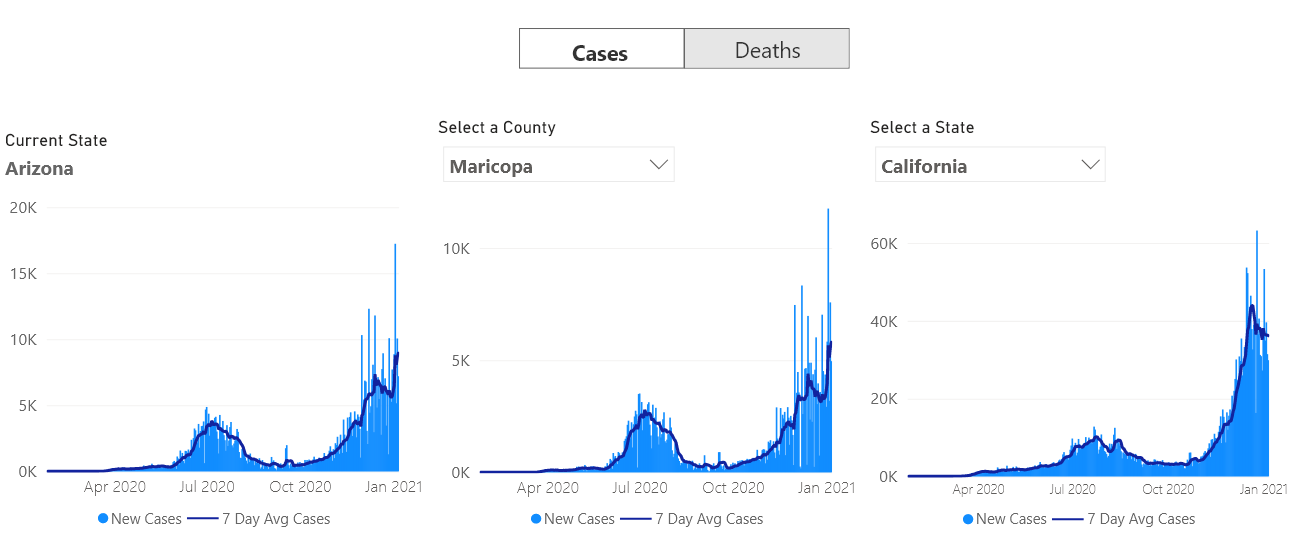 Cases
Deaths
Current State
Arizona
20K
15K
10K
5K
0K
Apr 2020 Jul 2020 Oct 2020 Jan 2021
New Cases 7 Day Avg Cases
Select a County
Maricopa
10K
5K
0K
Apr 2020 Jul 2020 Oct 2020 Jan 2021
New Cases 7 Day Avg Cases
Select a State
California
60K
40K
20K
0K
Apr 2020 Jul 2020 Oct 2020 Jan 2021
New Cases 7 Day Avg Cases